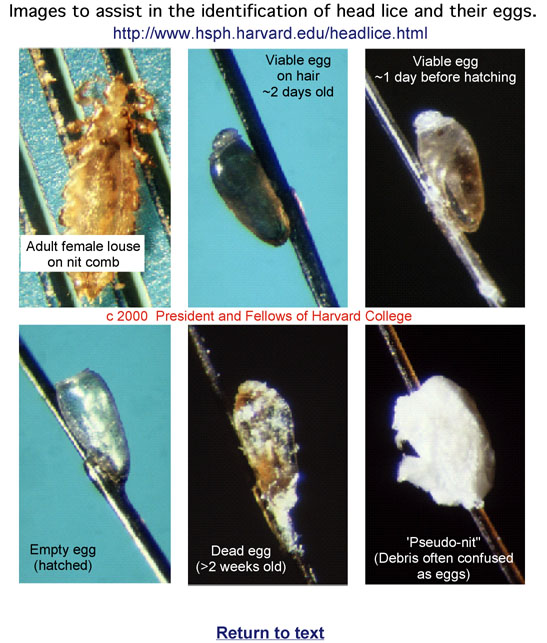 Images to assist in the identification of head lice and their eggs.
http://www.hsph.harvard.edu/headlice.html
Viable egg
on hair
~2 days old
Viable egg
~1 day before hatching
Adult female louse
on nit comb
c 2000  President and Fellows of Harvard College
Empty egg
(hatched)
Dead egg
(>2 weeks old)
'Pseudo-nit"
(Debris often confused
as eggs)
Return to text